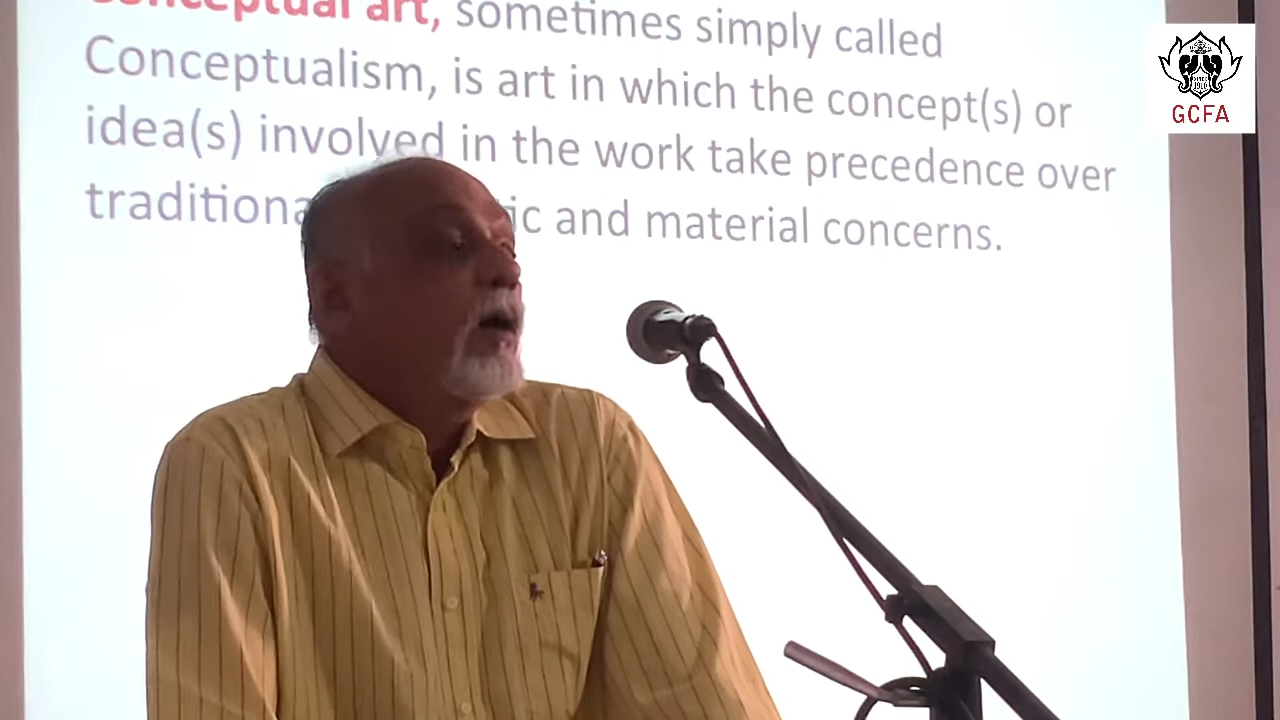 conceptual art, sometimes simply called
Conceptualism, is art in which the concept(s) or
idea(s) involved in the work take precedence over
and material concerns.
GCFA